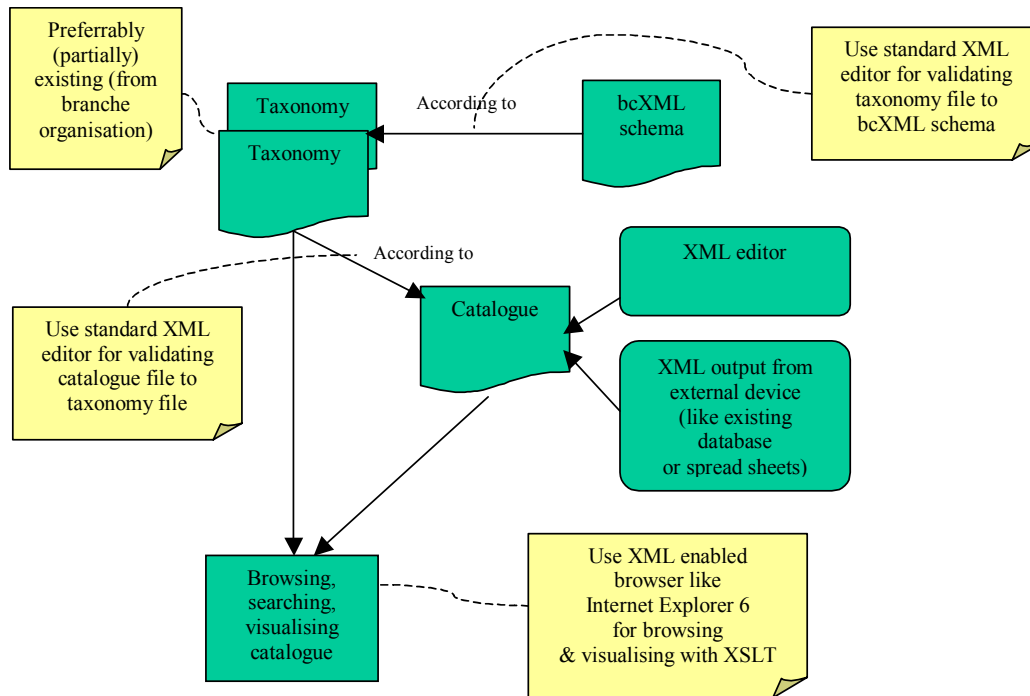 Preferrably
(partially)
existing (from
branche
organisation)
Taxonomy
Taxonomy
According to
bcXML
schema
Use standard XML
editor for validating
taxonomy file to
bcXML schema
According to
XML editor
Catalogue
Use standard XML
editor for validating
catalogue file to
taxonomy file
XML output from
external device
(like existing
database
or spread sheets)
Browsing,
searching,
visualising
catalogue
Use XML enabled
browser like
Internet Explorer 6
for browsing
& visualising with XSLT